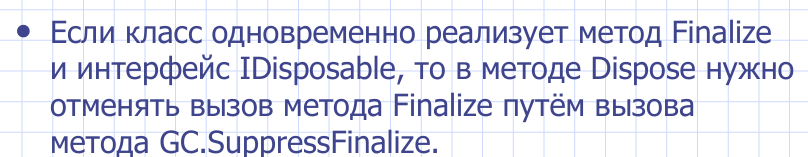 • Если класс одновременно реализует метод Finalize
и интерфейс IDisposable, то в методе Dispose нужно
отменять вызов метода Finalize путём вызова
метода GC.SuppressFinalize.